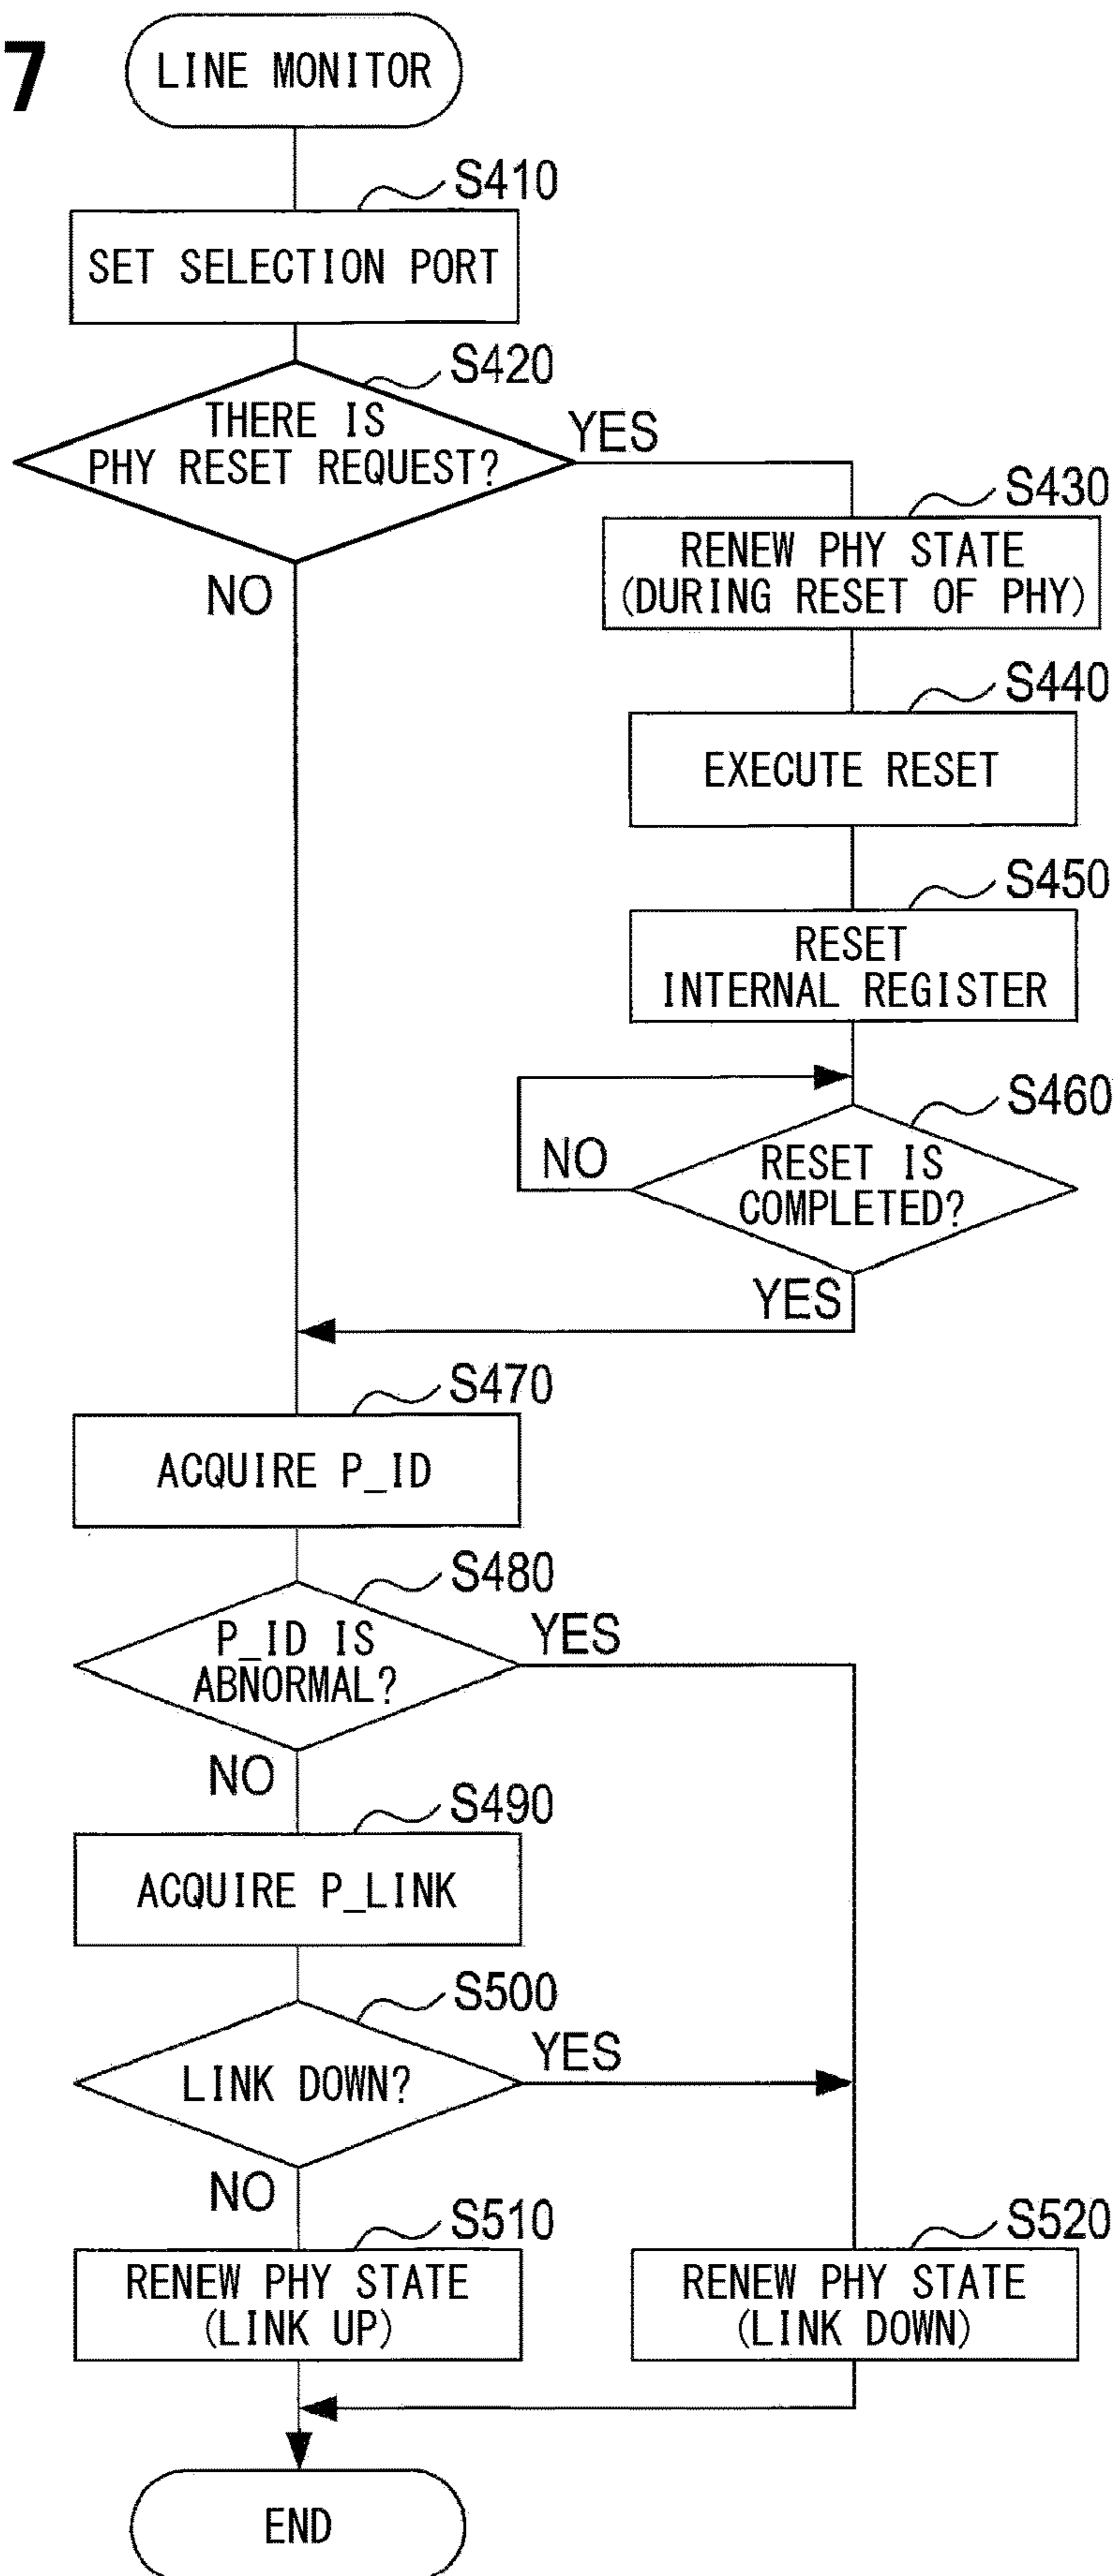 7
LINE MONITOR
S410
SET SELECTION PORT
S420
THERE IS
PHY RESET REQUEST?
YES
NO
S430
RENEW PHY STATE
(DURING RESET OF PHY)
S440
EXECUTE RESET
S450
RESET
INTERNAL REGISTER
S460
RESET IS
COMPLETED?
NO
YES
S470
ACQUIRE P_ID
S480
P_ID IS
ABNORMAL?
YES
NO
S490
ACQUIRE P_LINK
S500
LINK DOWN?
YES
NO
S510
RENEW PHY STATE
(LINK UP)
S520
RENEW PHY STATE
(LINK DOWN)
END